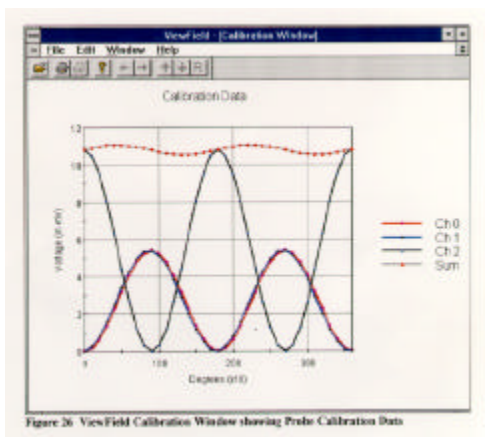 ViewField - [Calibration Window]
File Edit Window Help
Calibration Data
12
10
8
6
4
2
0
0 100 200 300
Degrees (x10)
Ch 0
Ch 1
Ch 2
Sum
Figure 26 ViewField Calibration Window showing Probe Calibration Data